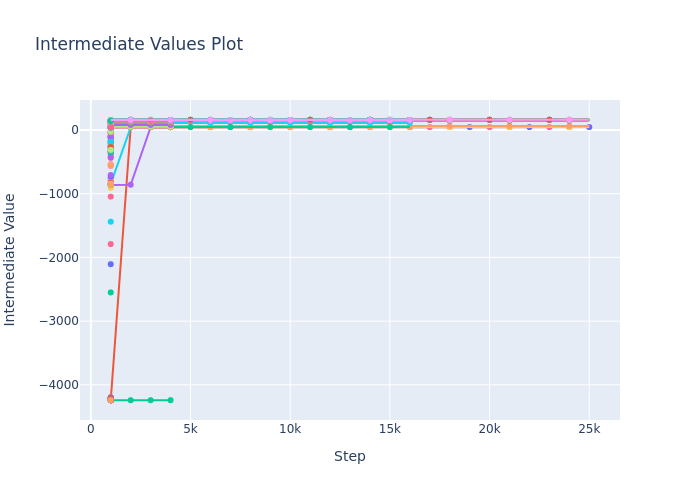 Intermediate Values Plot
Intermediate Value
0
−1000
−2000
−3000
−4000
0
5k
10k
15k
20k
25k
Step